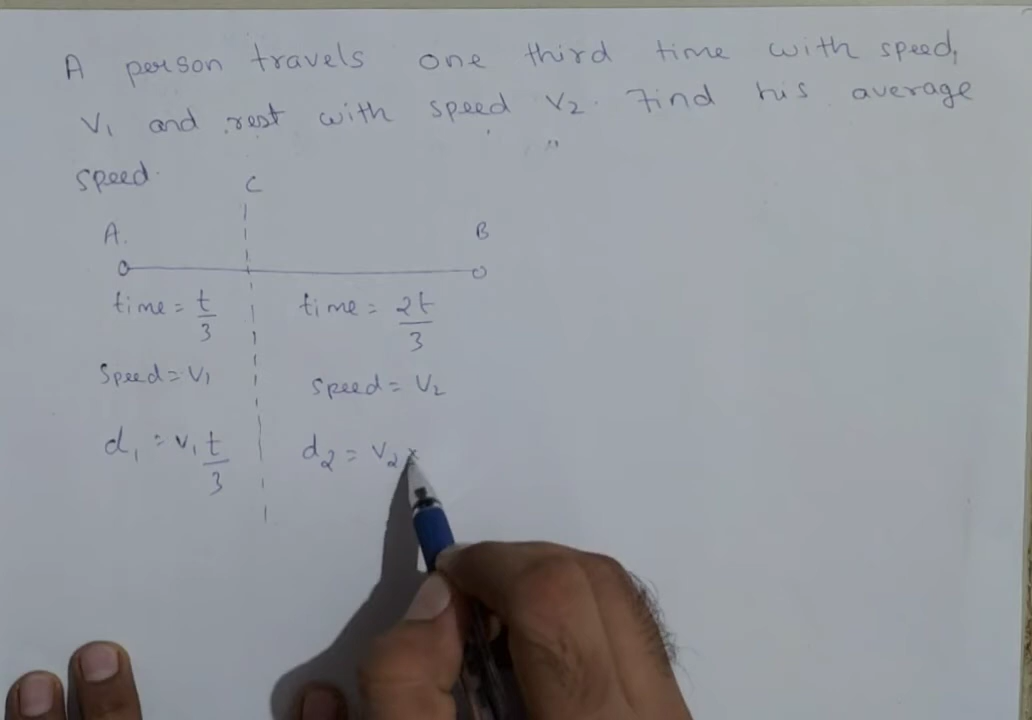 A person travels one third time with speed,
V₁ and rest with speed V₂. Find his average
speed.
C
A. B
time = t/3 time = 2t/3
Speed = V₁ speed = V₂
d₁ = v₁ t/3 d₂ = V₂ ×